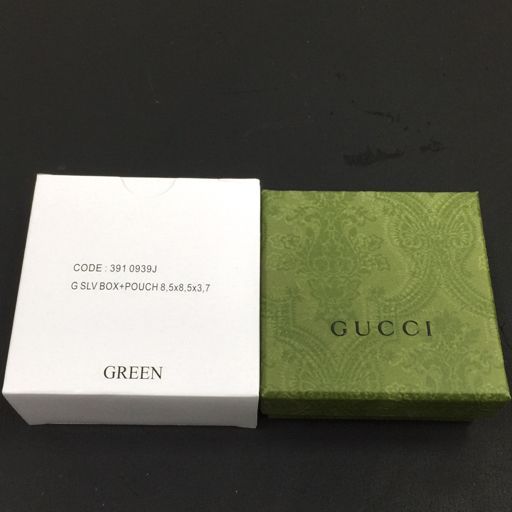 CODE : 391 0939J
G SLV BOX+POUCH 8,5x8,5x3,7
GREEN
GUCCI